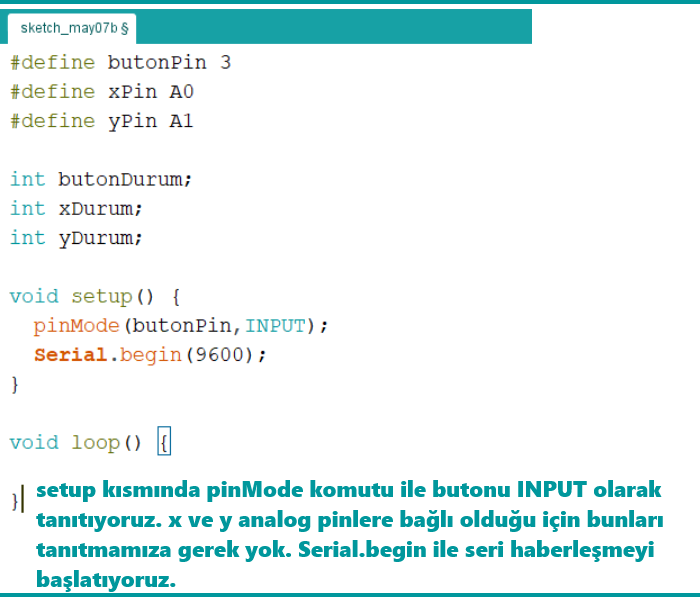 sketch_may07b §
#define butonPin 3
#define xPin A0
#define yPin A1
int butonDurum;
int xDurum;
int yDurum;
void setup() {
  pinMode(butonPin,INPUT);
  Serial.begin(9600);
}
void loop() {
}
setup kısmında pinMode komutu ile butonu INPUT olarak
tanıtıyoruz. x ve y analog pinlere bağlı olduğu için bunları
tanıtmamıza gerek yok. Serial.begin ile seri haberleşmeyi
başlatıyoruz.